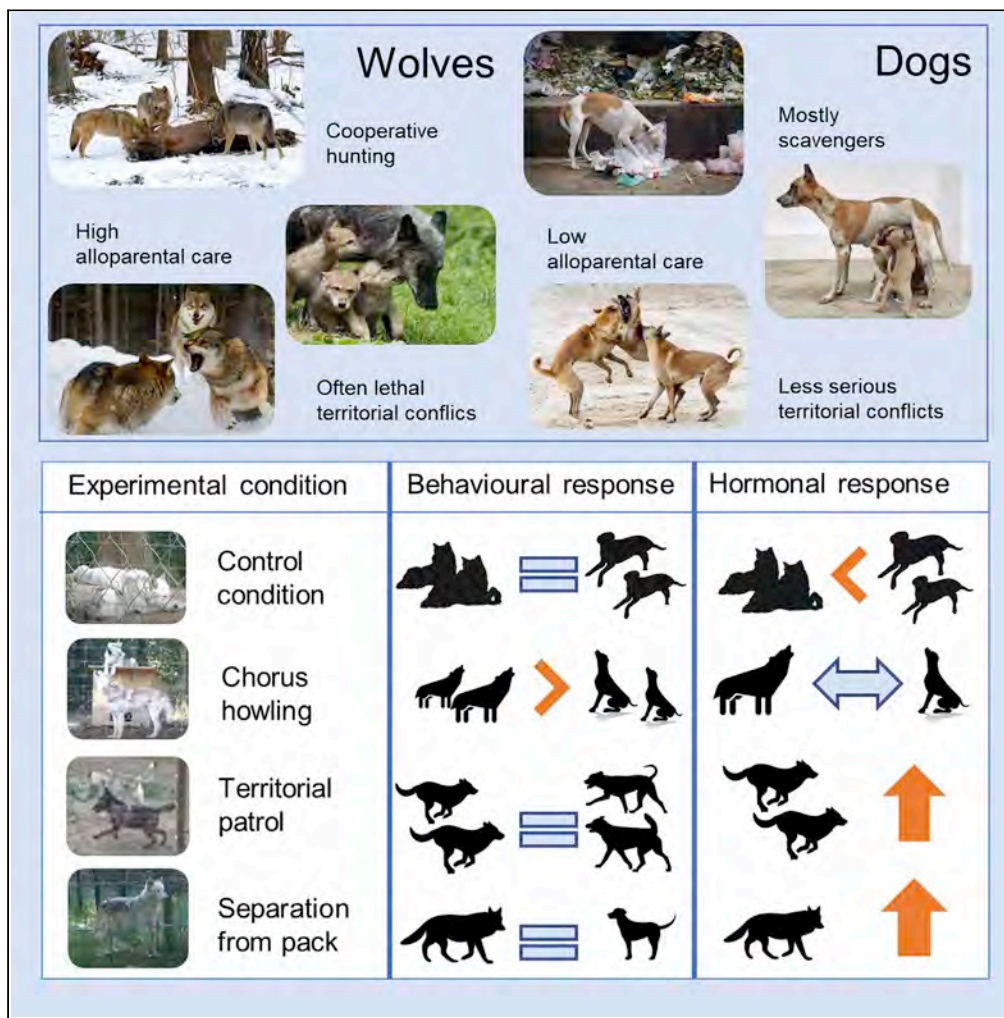 Wolves
Cooperative
hunting
High
alloparental care
Often lethal
territorial conflics
Dogs
Mostly
scavengers
Low
alloparental care
Less serious
territorial conflicts
Experimental condition
Behavioural response
Hormonal response
Control
condition
Chorus
howling
Territorial
patrol
Separation
from pack